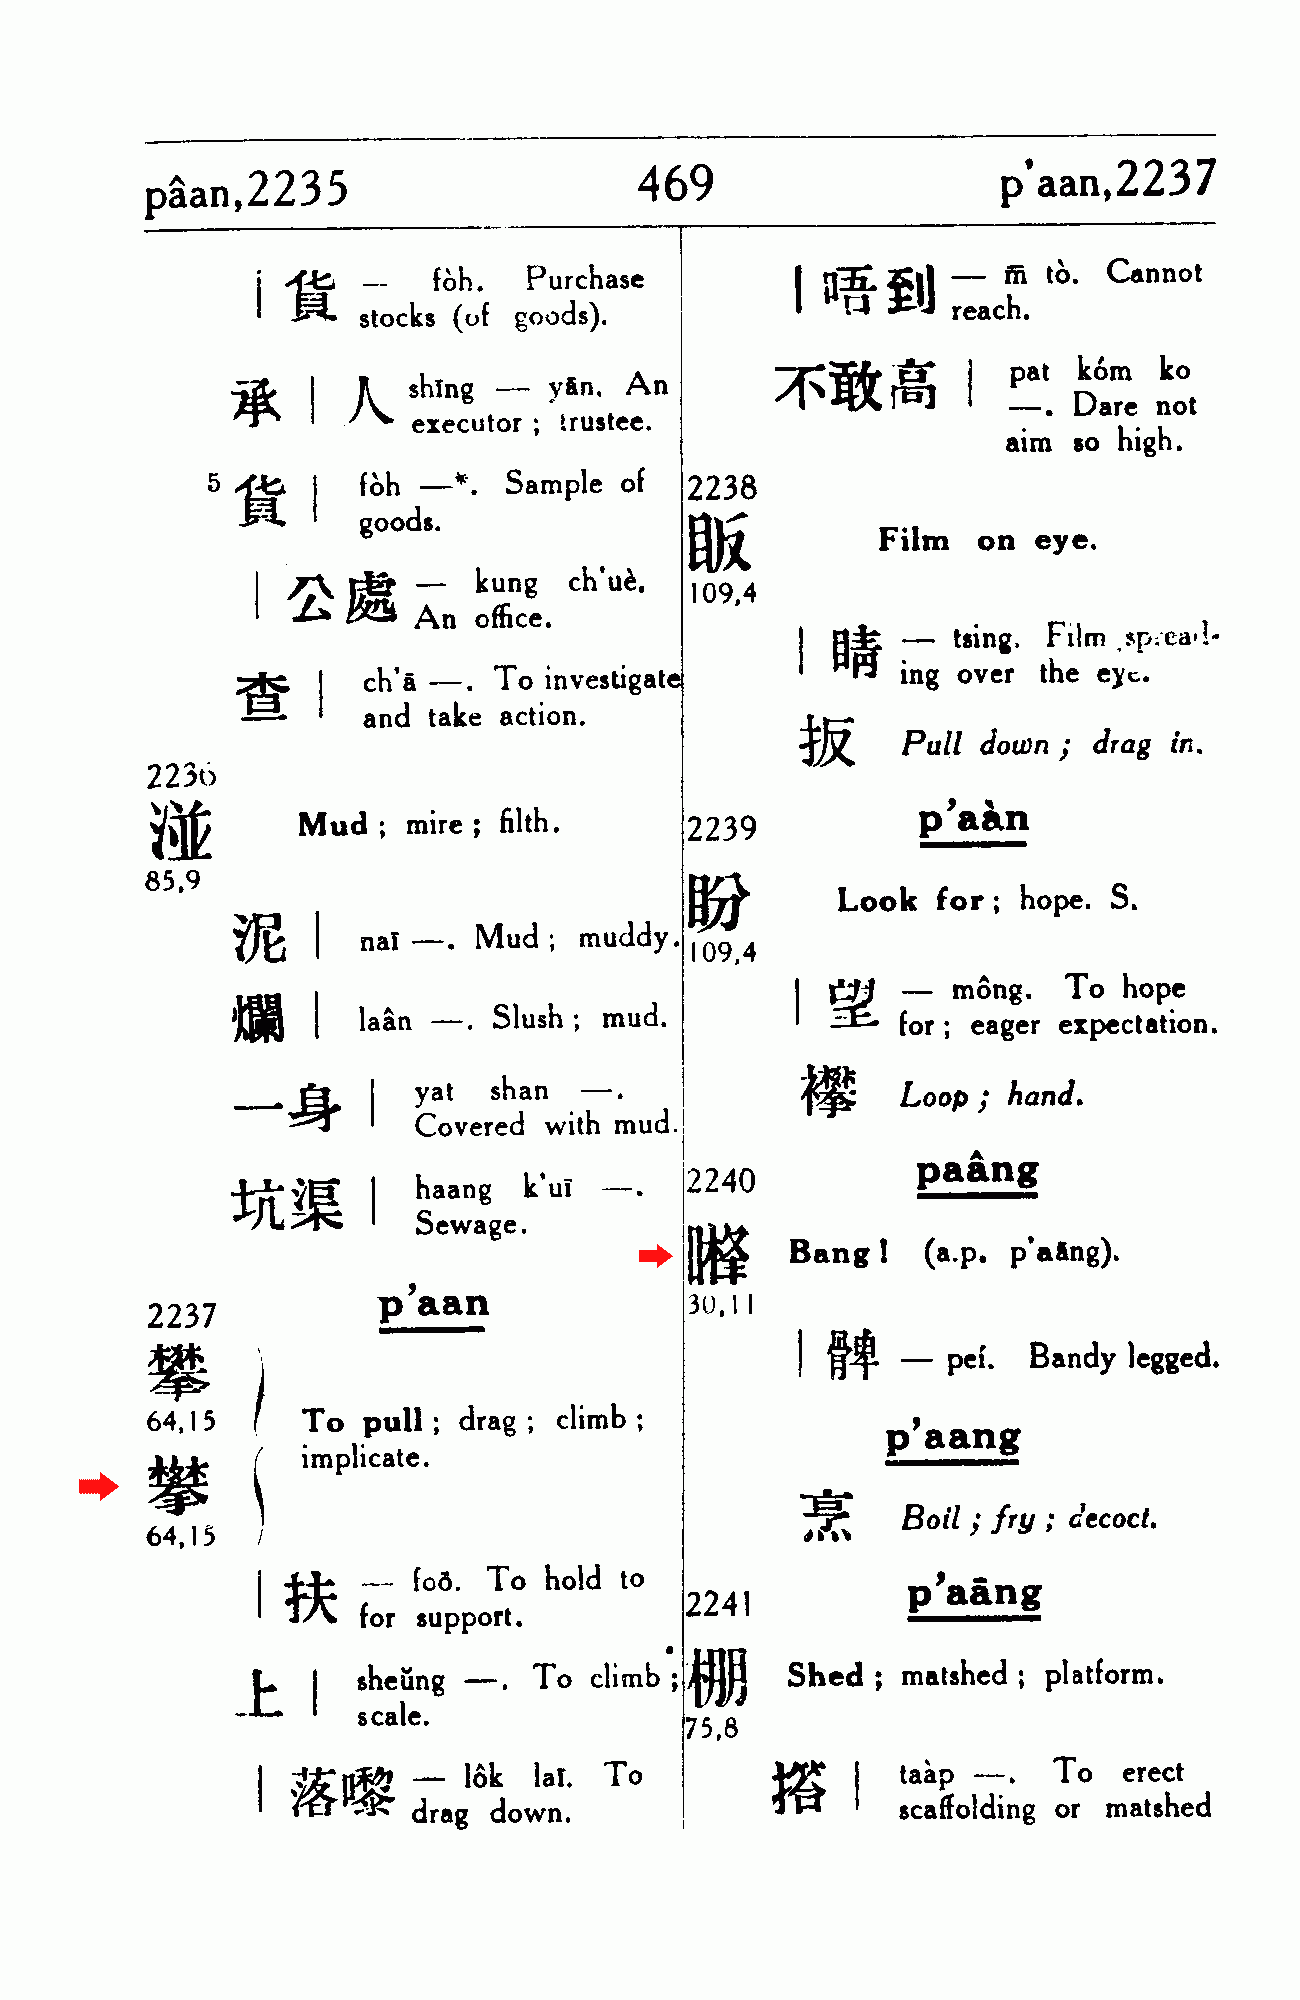 pâan,2235 469 p'aan,2237
｜貨 — fòh. Purchase
stocks (of goods).
承｜人 shīng — yān. An
executor ; trustee.
5 貨｜ fòh —*. Sample of
goods.
｜公處 — kung ch'uè.
An office.
查｜ ch'ā —. To investigate
and take action.
2236
湴 Mud ; mire ; filth.
85,9
泥｜ naī —. Mud ; muddy.
爛｜ laân —. Slush ; mud.
一身｜ yat shan —.
Covered with mud.
坑渠｜ haang k'uī —.
Sewage.
p'aan
2237
攀
64,15 To pull ; drag ; climb ;
implicate.
64,15
｜扶 — foō. To hold to
for support.
上｜ sheŭng —. To climb ;
scale.
｜落嚟 — lôk laī. To
drag down.
｜唔到 — m̄ tò. Cannot
reach.
不敢高｜ pat kóm ko
—. Dare not
aim so high.
2238
眅 Film on eye.
109,4
｜睛 — tsing. Film spread-
ing over the eye.
扳 Pull down ; drag in.
p'aàn
2239
盼 Look for ; hope. S.
109,4
｜望 — mông. To hope
for ; eager expectation.
襻 Loop ; hand.
paâng
2240
Bang ! (a.p. p'aāng).
30,11
｜髀 — peí. Bandy legged.
p'aang
烹 Boil ; fry ; decoct.
p'aāng
2241
棚 Shed ; matshed ; platform.
75,8
搭｜ taàp —. To erect
scaffolding or matshed